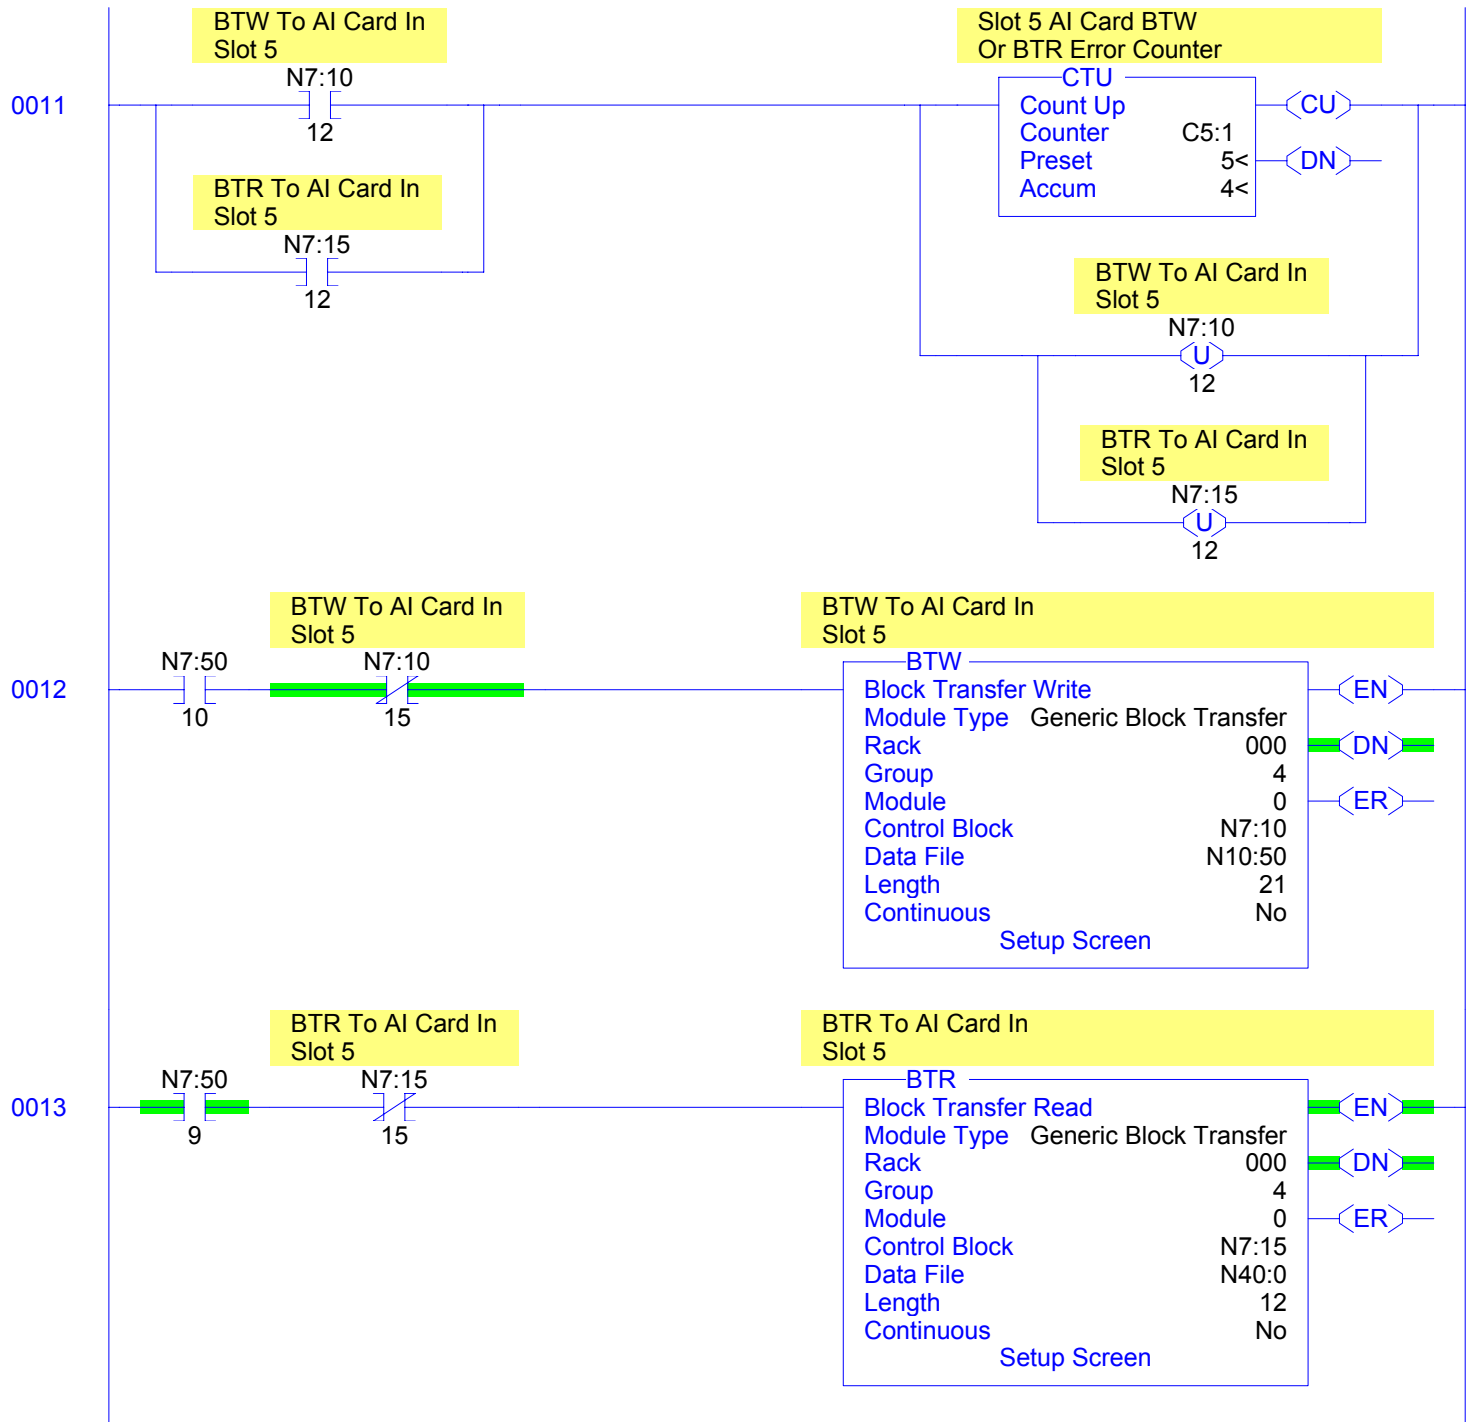 BTW To AI Card In
Slot 5
N7:10
12
Slot 5 AI Card BTW
Or BTR Error Counter
0011
CTU
Count Up
Counter C5:1
Preset 5<
Accum 4<
CU
DN
BTR To AI Card In
Slot 5
N7:15
12
BTW To AI Card In
Slot 5
N7:10
U
12
BTR To AI Card In
Slot 5
N7:15
U
12
0012
N7:50
10
BTW To AI Card In
Slot 5
N7:10
15
BTW To AI Card In
Slot 5
BTW
Block Transfer Write
Module Type Generic Block Transfer
Rack 000
Group 4
Module 0
Control Block N7:10
Data File N10:50
Length 21
Continuous No
Setup Screen
EN
DN
ER
0013
N7:50
9
BTR To AI Card In
Slot 5
N7:15
15
BTR To AI Card In
Slot 5
BTR
Block Transfer Read
Module Type Generic Block Transfer
Rack 000
Group 4
Module 0
Control Block N7:15
Data File N40:0
Length 12
Continuous No
Setup Screen
EN
DN
ER